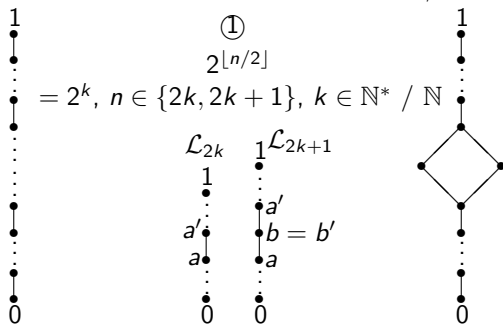 1 ① 1
2^{⌊n/2⌋}
= 2^k, n ∈ {2k, 2k + 1}, k ∈ ℕ* / ℕ
ℒ_{2k} 1 ℒ_{2k+1}
1
a′ a′
a b = b′
a
0 0 0 0